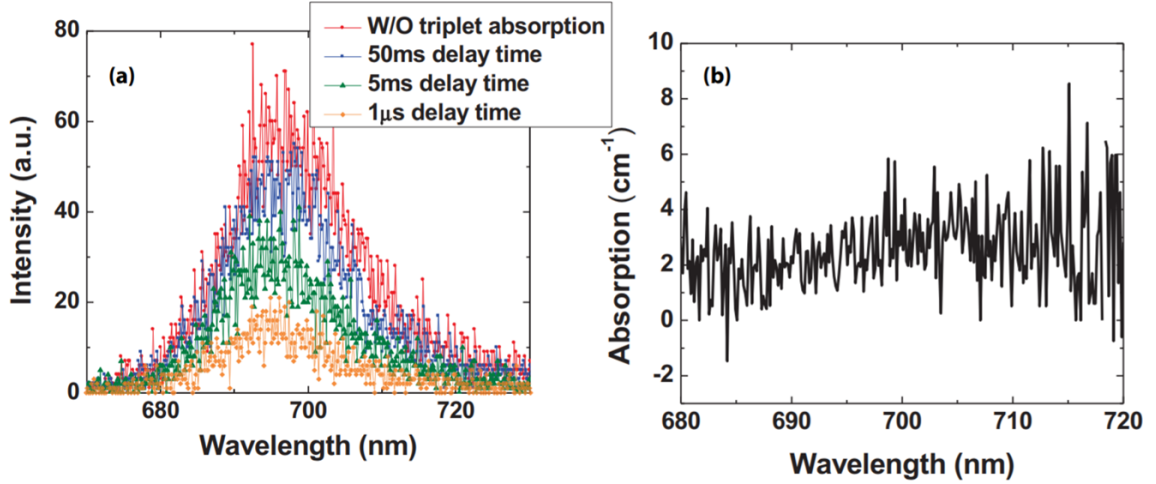 (a)
W/O triplet absorption
50ms delay time
5ms delay time
1μs delay time
80
60
40
20
0
680
700
720
Intensity (a.u.)
Wavelength (nm)
(b)
10
8
6
4
2
0
-2
680
690
700
710
720
Absorption (cm⁻¹)
Wavelength (nm)